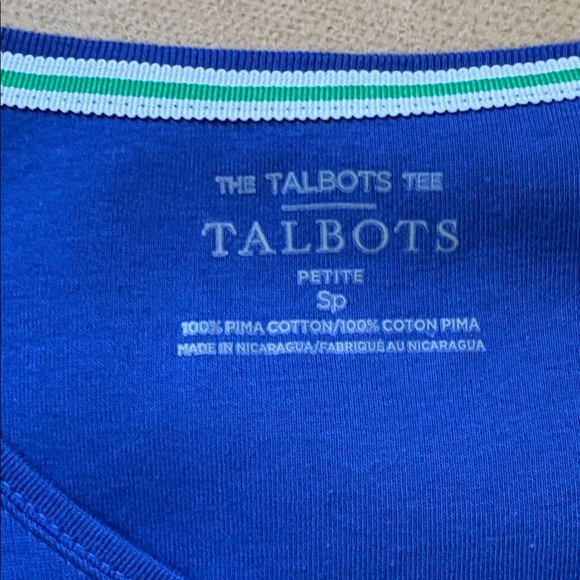 THE TALBOTS TEE
TALBOTS
PETITE
Sp
100% PIMA COTTON/100% COTON PIMA
MADE IN NICARAGUA/FABRIQUÉ AU NICARAGUA